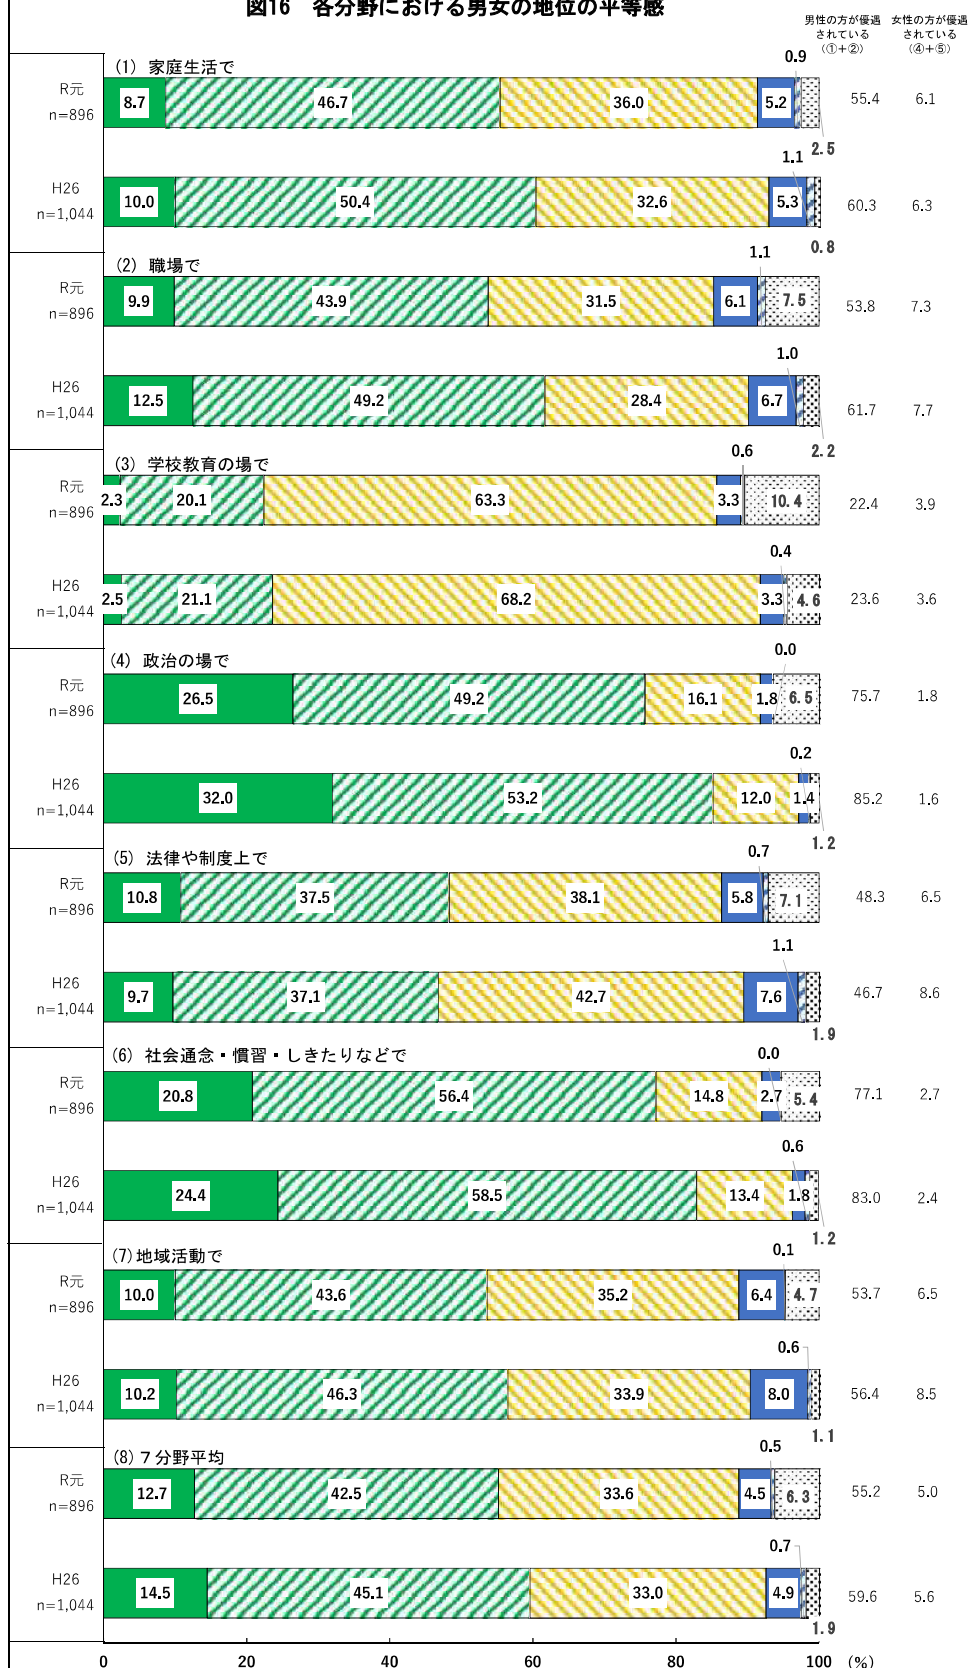 図16　各分野における男女の地位の平等感
男性の方が優遇されている（①＋②）
女性の方が優遇されている（④＋⑤）
(1) 家庭生活で
R元 n=896 8.7 46.7 36.0 5.2 0.9 2.5 55.4 6.1
H26 n=1,044 10.0 50.4 32.6 5.3 1.1 0.8 60.3 6.3
(2) 職場で
R元 n=896 9.9 43.9 31.5 6.1 1.1 7.5 53.8 7.3
H26 n=1,044 12.5 49.2 28.4 6.7 1.0 2.2 61.7 7.7
(3) 学校教育の場で
R元 n=896 2.3 20.1 63.3 3.3 0.6 10.4 22.4 3.9
H26 n=1,044 2.5 21.1 68.2 3.3 0.4 4.6 23.6 3.6
(4) 政治の場で
R元 n=896 26.5 49.2 16.1 1.8 0.0 6.5 75.7 1.8
H26 n=1,044 32.0 53.2 12.0 1.4 0.2 1.2 85.2 1.6
(5) 法律や制度上で
R元 n=896 10.8 37.5 38.1 5.8 0.7 7.1 48.3 6.5
H26 n=1,044 9.7 37.1 42.7 7.6 1.1 1.9 46.7 8.6
(6) 社会通念・慣習・しきたりなどで
R元 n=896 20.8 56.4 14.8 2.7 0.0 5.4 77.1 2.7
H26 n=1,044 24.4 58.5 13.4 1.8 0.6 1.2 83.0 2.4
(7) 地域活動で
R元 n=896 10.0 43.6 35.2 6.4 0.1 4.7 53.7 6.5
H26 n=1,044 10.2 46.3 33.9 8.0 0.6 1.1 56.4 8.5
(8) 7分野平均
R元 n=896 12.7 42.5 33.6 4.5 0.5 6.3 55.2 5.0
H26 n=1,044 14.5 45.1 33.0 4.9 0.7 1.9 59.6 5.6
0 20 40 60 80 100 (%)